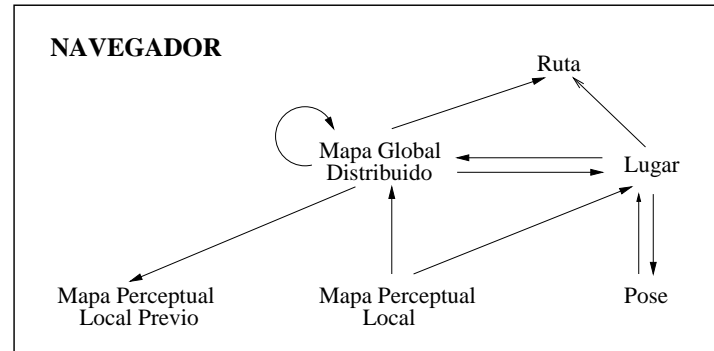 NAVEGADOR
Ruta
Mapa Global
Distribuido
Lugar
Mapa Perceptual
Local Previo
Mapa Perceptual
Local
Pose